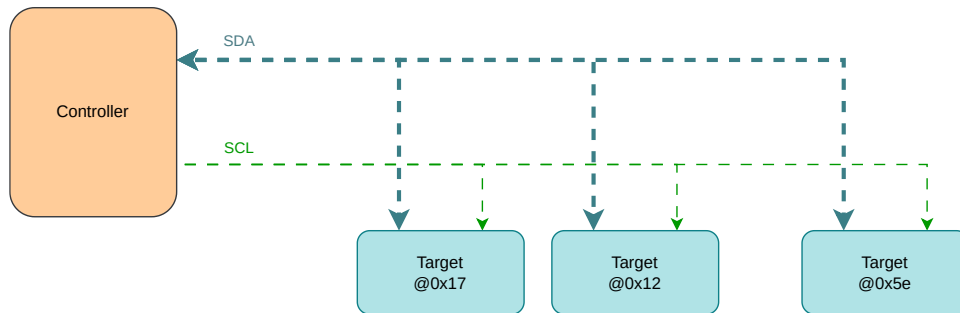 SDA
Controller
SCL
Target
@0x17
Target
@0x12
Target
@0x5e